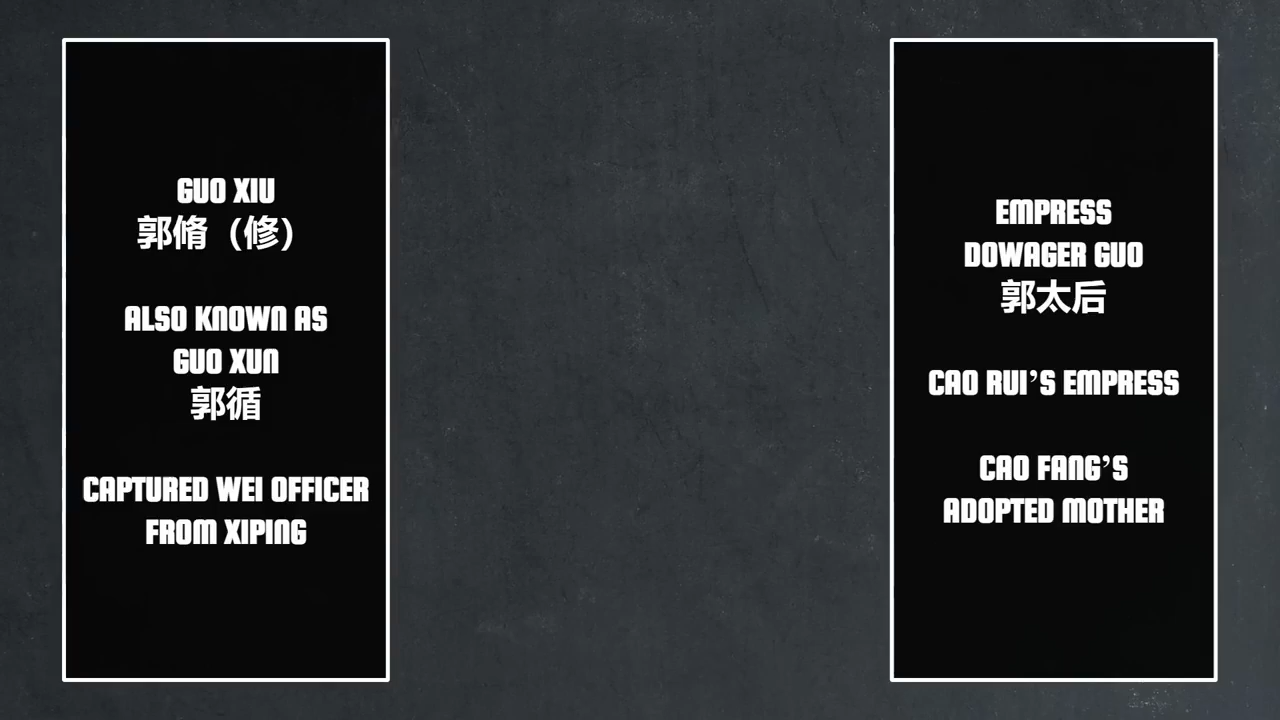 GUO XIU
郭脩（修）
ALSO KNOWN AS
GUO XUN
郭循
CAPTURED WEI OFFICER
FROM XIPING
EMPRESS
DOWAGER GUO
郭太后
CAO RUI’S EMPRESS
CAO FANG’S
ADOPTED MOTHER